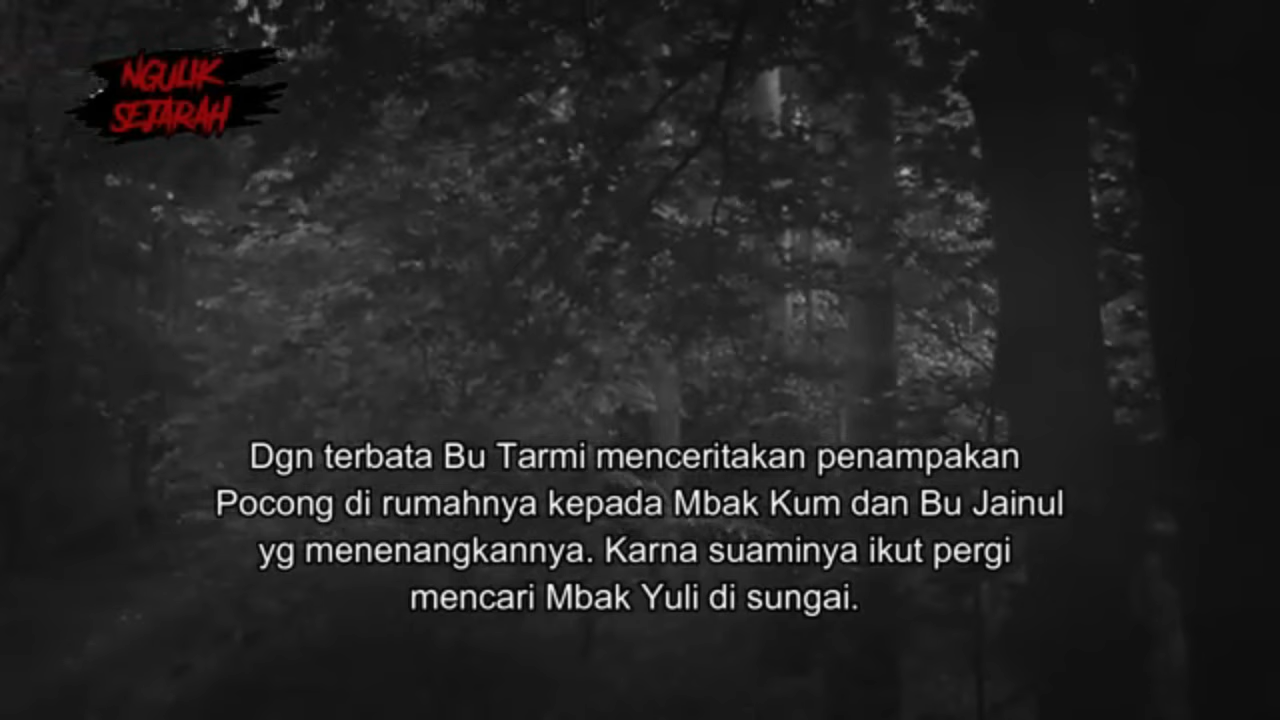 NGULIK
SEJARAH
Dgn terbata Bu Tarmi menceritakan penampakan
Pocong di rumahnya kepada Mbak Kum dan Bu Jainul
yg menenangkannya. Karna suaminya ikut pergi
mencari Mbak Yuli di sungai.